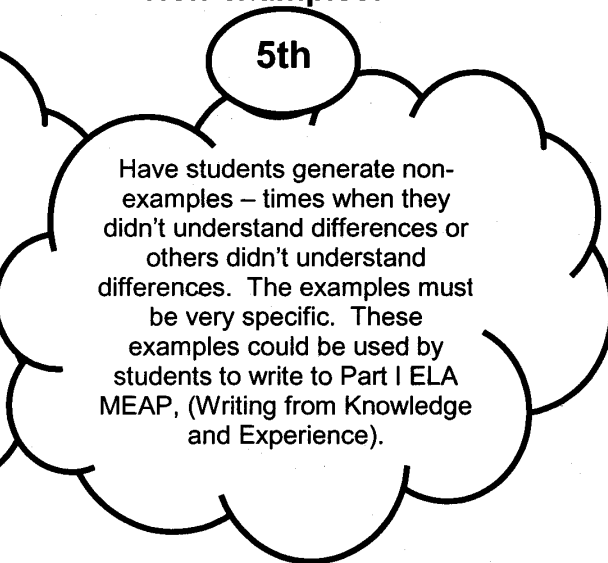 5th
Have students generate non-
examples – times when they
didn't understand differences or
others didn't understand
differences. The examples must
be very specific. These
examples could be used by
students to write to Part I ELA
MEAP, (Writing from Knowledge
and Experience).